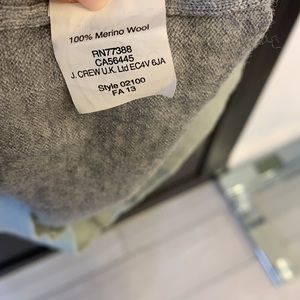 100% Merino Wool
RN77388
CA56445
J. CREW U.K. Ltd EC4V 6JA
Style 02100
FA 13